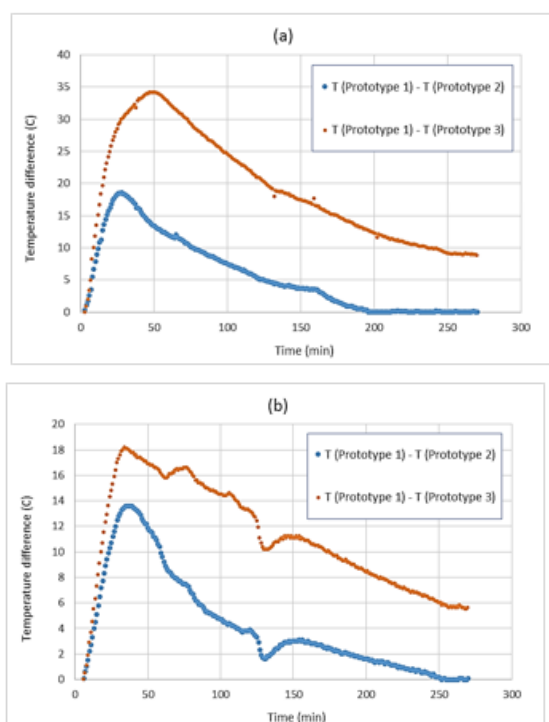 (a)
T (Prototype 1) - T (Prototype 2)
T (Prototype 1) - T (Prototype 3)
Temperature difference (C)
40
35
30
25
20
15
10
5
0
0 50 100 150 200 250 300
Time (min)
(b)
T (Prototype 1) - T (Prototype 2)
T (Prototype 1) - T (Prototype 3)
Temperature difference (C)
20
18
16
14
12
10
8
6
4
2
0
0 50 100 150 200 250 300
Time (min)